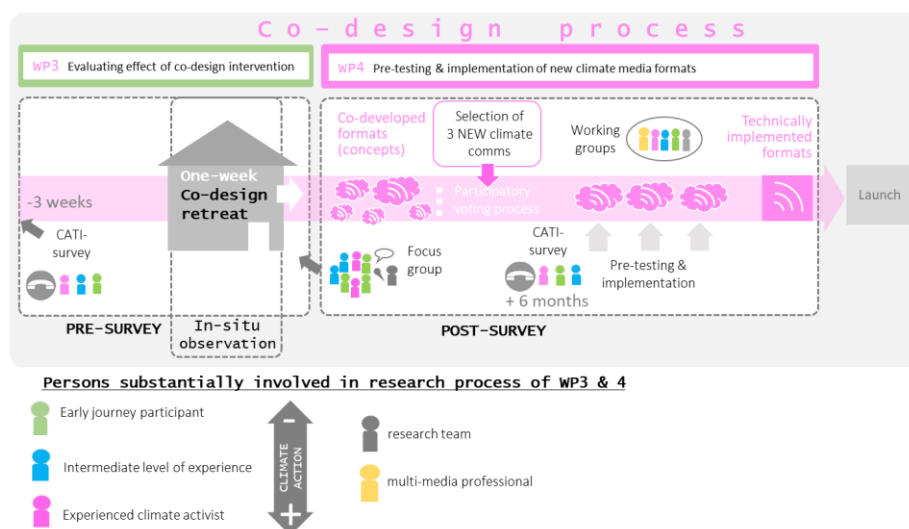 Co-design process
WP3 Evaluating effect of co-design intervention
WP4 Pre-testing & implementation of new climate media formats
Co-developed
formats
(concepts)
Selection of
3 NEW climate
comms
Working
groups
Technically
implemented
formats
One-week
Co-design
retreat
-3 weeks
CATI-
survey
Participatory
voting process
Launch
Focus
group
CATI-
survey
+ 6 months
Pre-testing &
implementation
PRE-SURVEY
In-situ
observation
POST-SURVEY
Persons substantially involved in research process of WP3 & 4
Early journey participant
Intermediate level of experience
Experienced climate activist
-
CLIMATE
ACTION
+
research team
multi-media professional